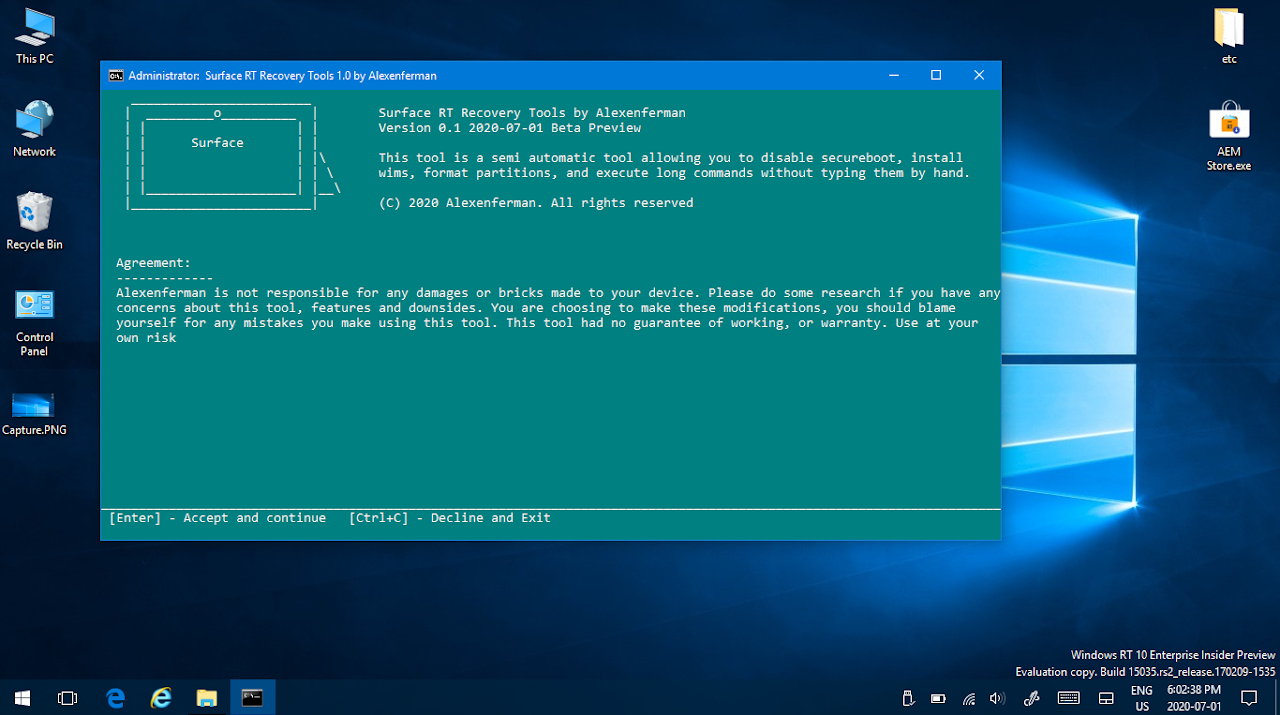 This PC
Network
Recycle Bin
Control
Panel
Capture.PNG
etc
AEM
Store.exe
Administrator: Surface RT Recovery Tools 1.0 by Alexenferman
Surface
Surface RT Recovery Tools by Alexenferman
Version 0.1 2020-07-01 Beta Preview
This tool is a semi automatic tool allowing you to disable secureboot, install
wims, format partitions, and execute long commands without typing them by hand.
(C) 2020 Alexenferman. All rights reserved
Agreement:
-------------
Alexenferman is not responsible for any damages or bricks made to your device. Please do some research if you have any
concerns about this tool, features and downsides. You are choosing to make these modifications, you should blame
yourself for any mistakes you make using this tool. This tool had no guarantee of working, or warranty. Use at your
own risk
[Enter] - Accept and continue   [Ctrl+C] - Decline and Exit
Windows RT 10 Enterprise Insider Preview
Evaluation copy. Build 15035.rs2_release.170209-1535
ENG
US
6:02:38 PM
2020-07-01